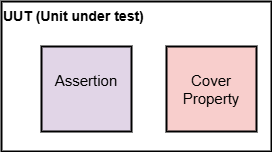 UUT (Unit under test)
Assertion
Cover
Property